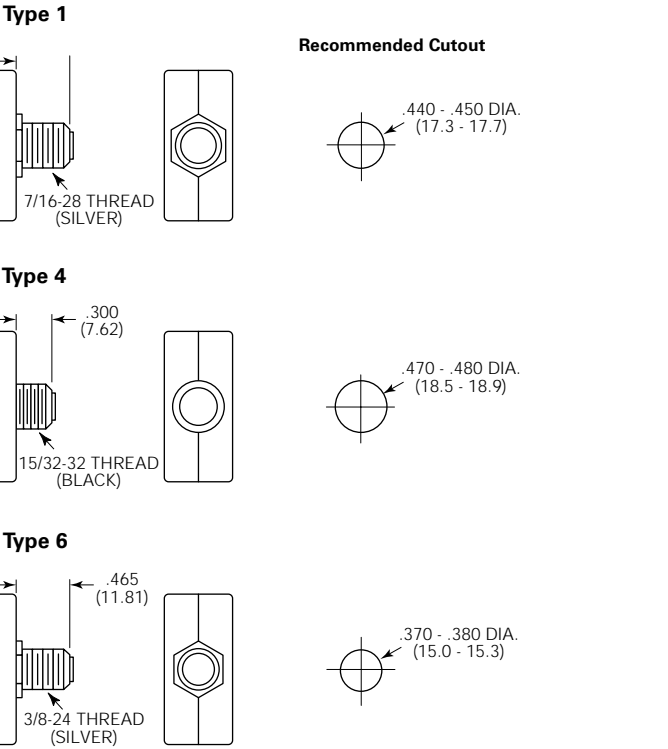 Type 1
Recommended Cutout
.440 - .450 DIA.
(17.3 - 17.7)
7/16-28 THREAD
(SILVER)
Type 4
.300
(7.62)
.470 - .480 DIA.
(18.5 - 18.9)
15/32-32 THREAD
(BLACK)
Type 6
.465
(11.81)
.370 - .380 DIA.
(15.0 - 15.3)
3/8-24 THREAD
(SILVER)